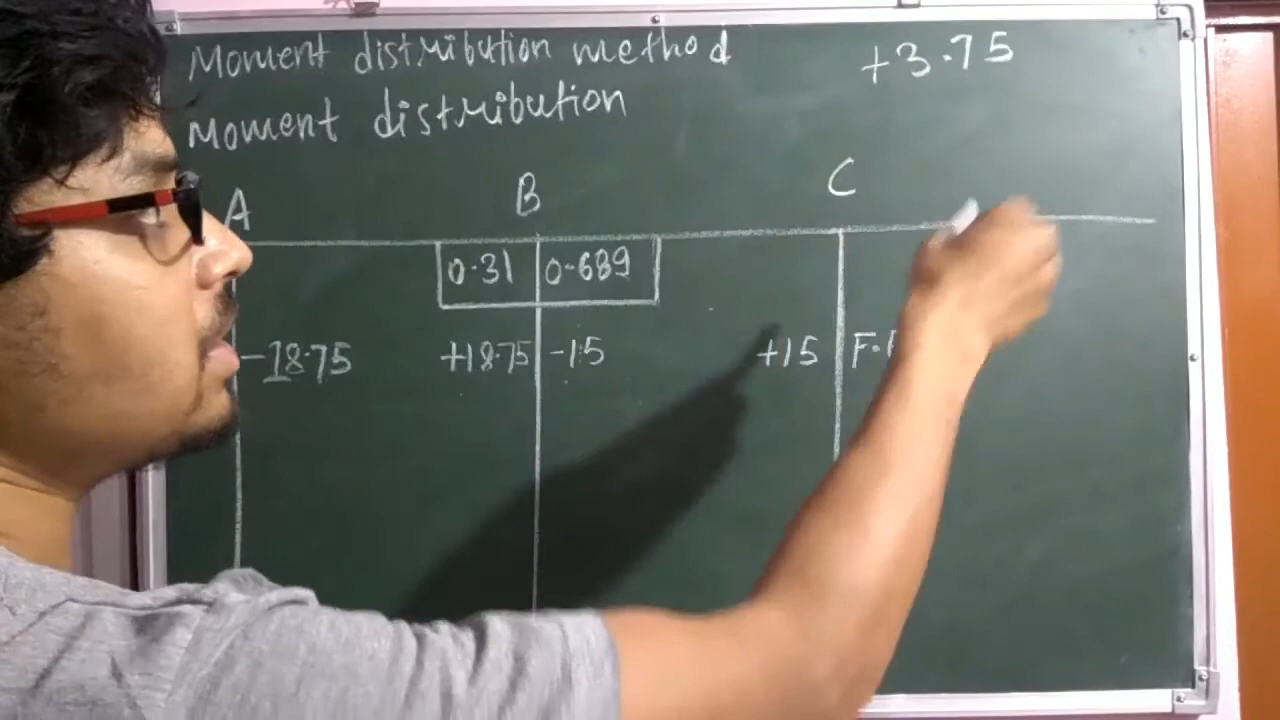 Moment distribution method +3.75
Moment distribution
A B C
0.31 0.689
-18.75 +18.75 -15 +15